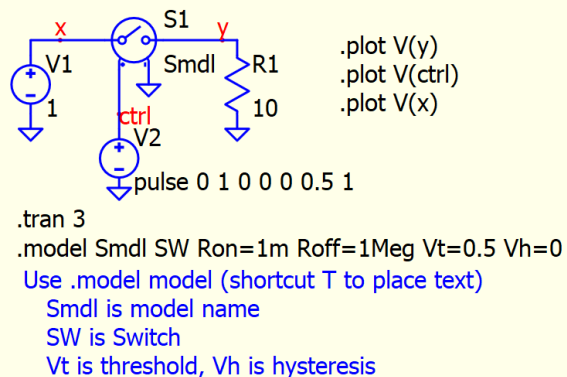 x
S1
y
.plot V(y)
V1
Smdl
R1
.plot V(ctrl)
1
ctrl
10
.plot V(x)
V2
pulse 0 1 0 0 0 0.5 1
.tran 3
.model Smdl SW Ron=1m Roff=1Meg Vt=0.5 Vh=0
Use .model model (shortcut T to place text)
Smdl is model name
SW is Switch
Vt is threshold, Vh is hysteresis